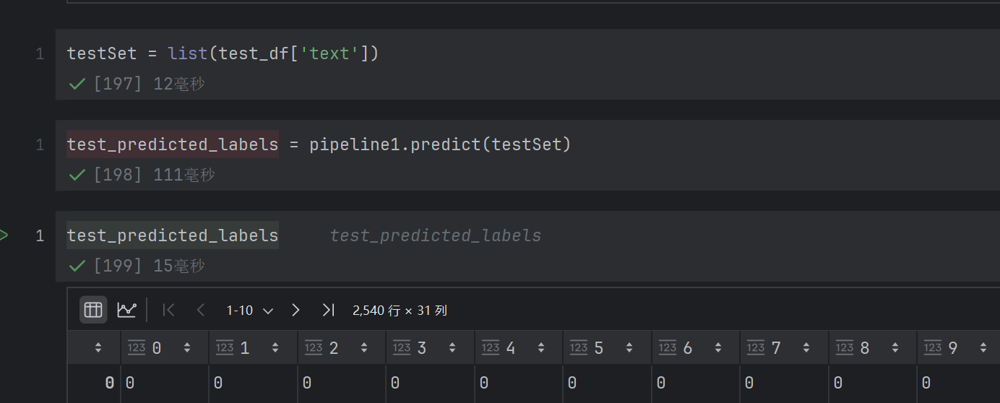 1 testSet = list(test_df['text'])
[197] 12毫秒
1 test_predicted_labels = pipeline1.predict(testSet)
[198] 111毫秒
1 test_predicted_labels test_predicted_labels
[199] 15毫秒
1-10 2,540 行 × 31 列
123 0 123 1 123 2 123 3 123 4 123 5 123 6 123 7 123 8 123 9
0 0 0 0 0 0 0 0 0 0 0